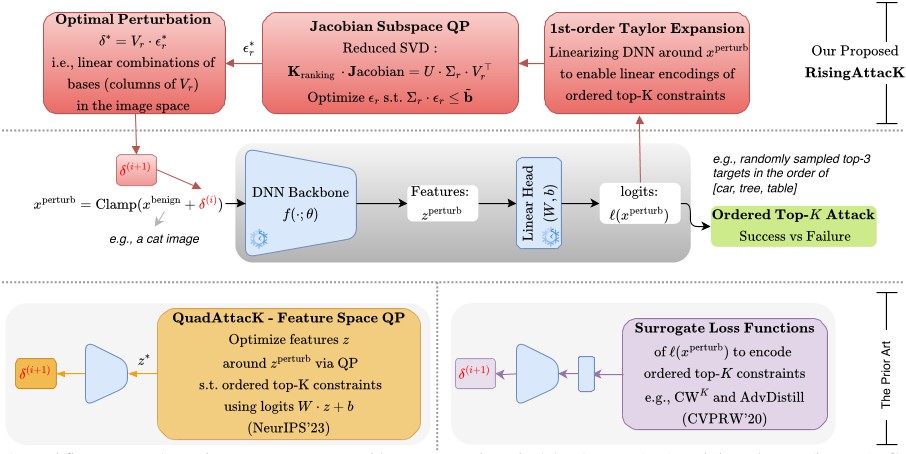 Optimal Perturbation
δ* = V_r · ϵ_r^*
i.e., linear combinations of
bases (columns of V_r)
in the image space
ϵ_r^*
Jacobian Subspace QP
Reduced SVD :
K_ranking · Jacobian = U · Σ_r · V_r^⊤
Optimize ϵ_r s.t. Σ_r · ϵ_r ≤ b̃
1st-order Taylor Expansion
Linearizing DNN around x^perturb
to enable linear encodings of
ordered top-K constraints
Our Proposed
RisingAttacK
δ^(i+1)
x^perturb = Clamp(x^benign + δ^(i))
e.g., a cat image
DNN Backbone
f(·; θ)
Features:
z^perturb
Linear Head
(W, b)
logits:
ℓ(x^perturb)
e.g., randomly sampled top-3
targets in the order of
[car, tree, table]
Ordered Top-K Attack
Success vs Failure
δ^(i+1)
z*
QuadAttacK - Feature Space QP
Optimize features z
around z^perturb via QP
s.t. ordered top-K constraints
using logits W · z + b
(NeurIPS'23)
δ^(i+1)
Surrogate Loss Functions
of ℓ(x^perturb) to encode
ordered top-K constraints
e.g., CW^K and AdvDistill
(CVPRW'20)
The Prior Art